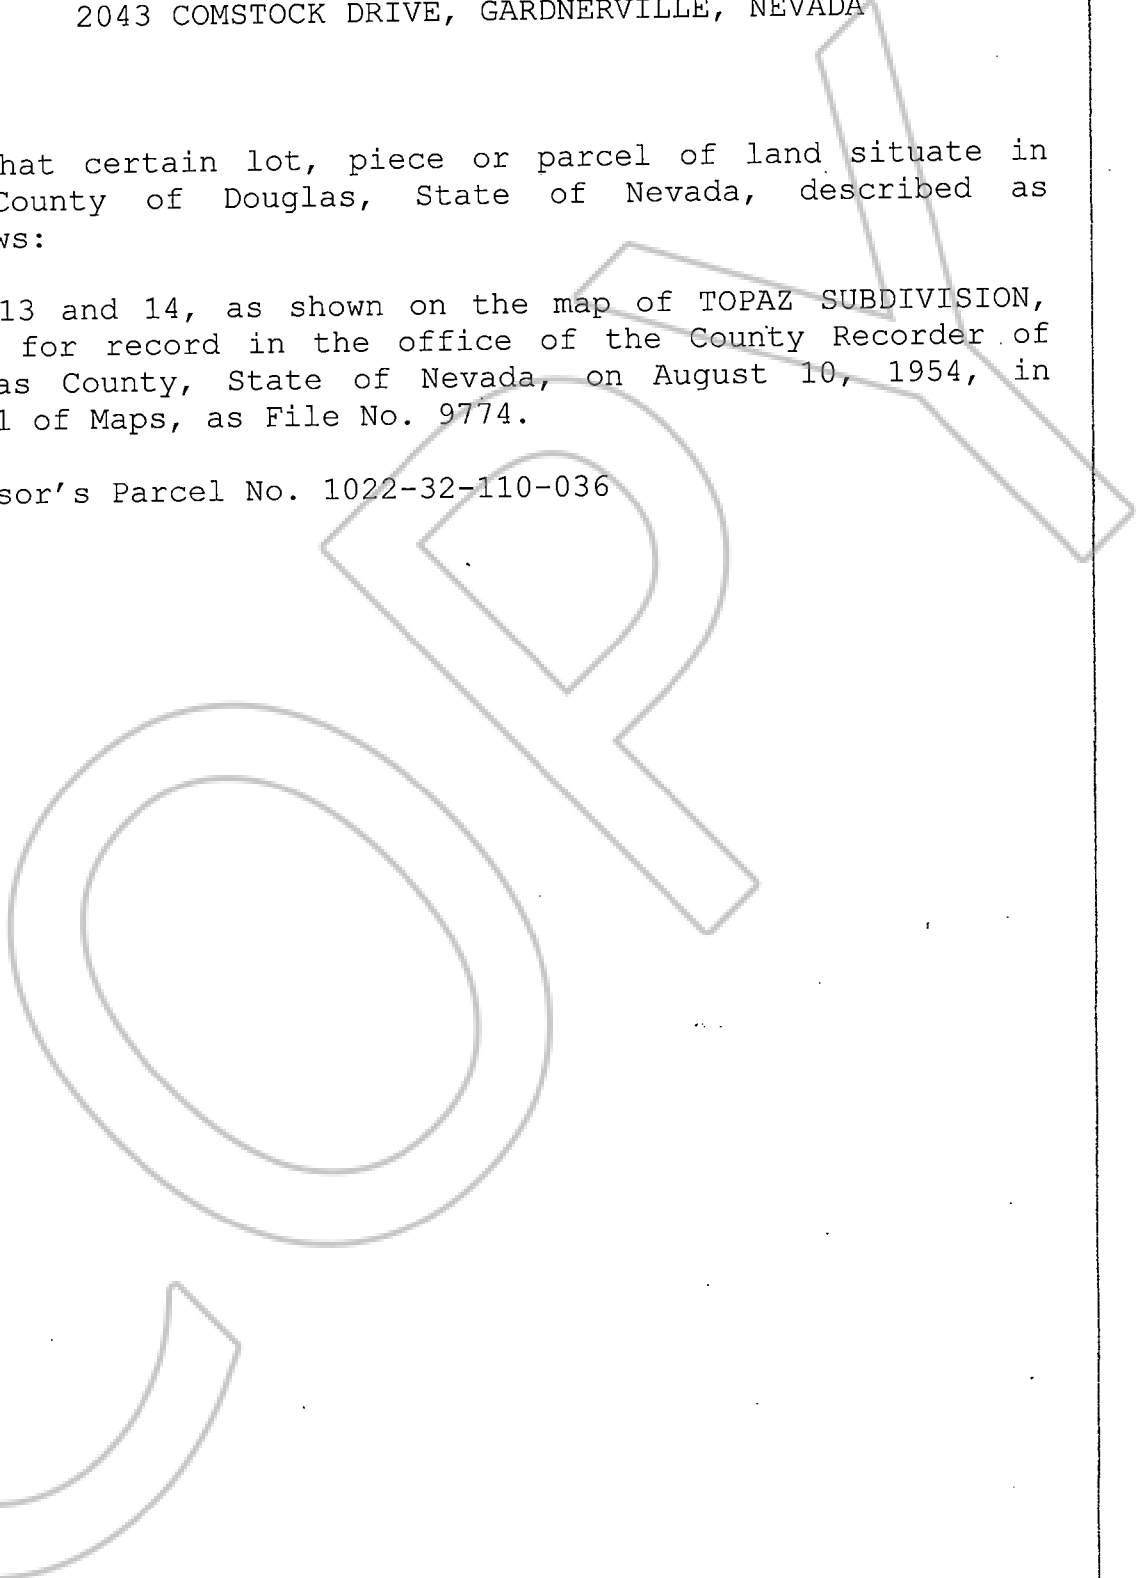 2043 COMSTOCK DRIVE, GARDNERVILLE, NEVADA
hat certain lot, piece or parcel of land situate in
County of Douglas, State of Nevada, described as
ws:
13 and 14, as shown on the map of TOPAZ SUBDIVISION,
for record in the office of the County Recorder of
as County, State of Nevada, on August 10, 1954, in
1 of Maps, as File No. 9774.
sor's Parcel No. 1022-32-110-036
COPY